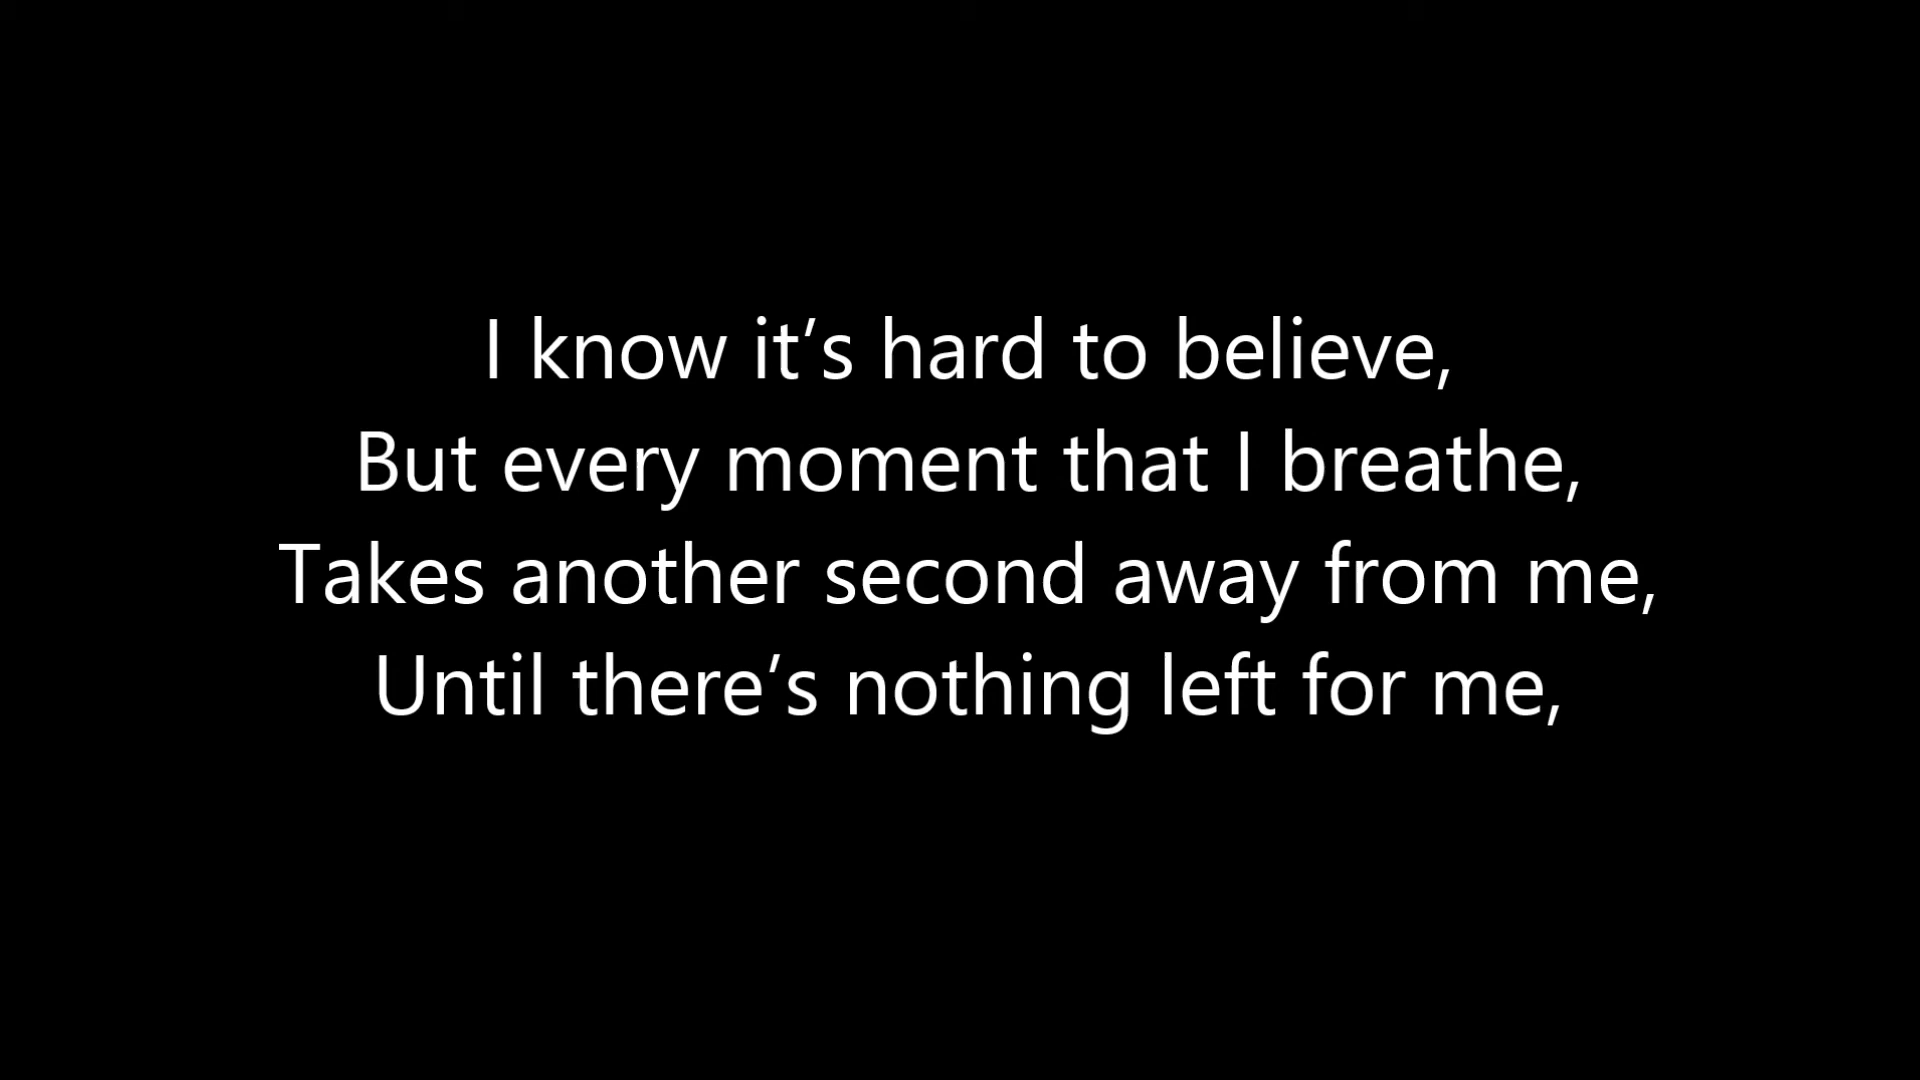 I know it’s hard to believe,
But every moment that I breathe,
Takes another second away from me,
Until there’s nothing left for me,